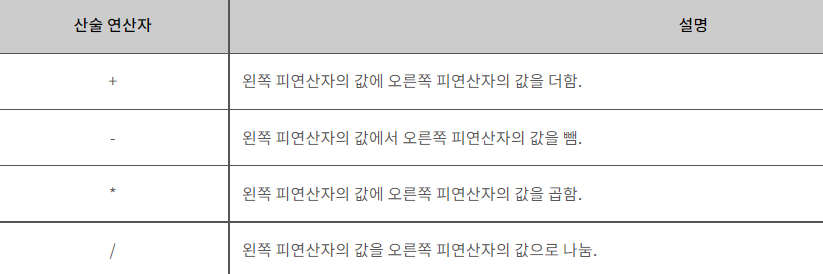 산술 연산자 설명
+ 왼쪽 피연산자의 값에 오른쪽 피연산자의 값을 더함.
- 왼쪽 피연산자의 값에서 오른쪽 피연산자의 값을 뺌.
* 왼쪽 피연산자의 값에 오른쪽 피연산자의 값을 곱함.
/ 왼쪽 피연산자의 값을 오른쪽 피연산자의 값으로 나눔.